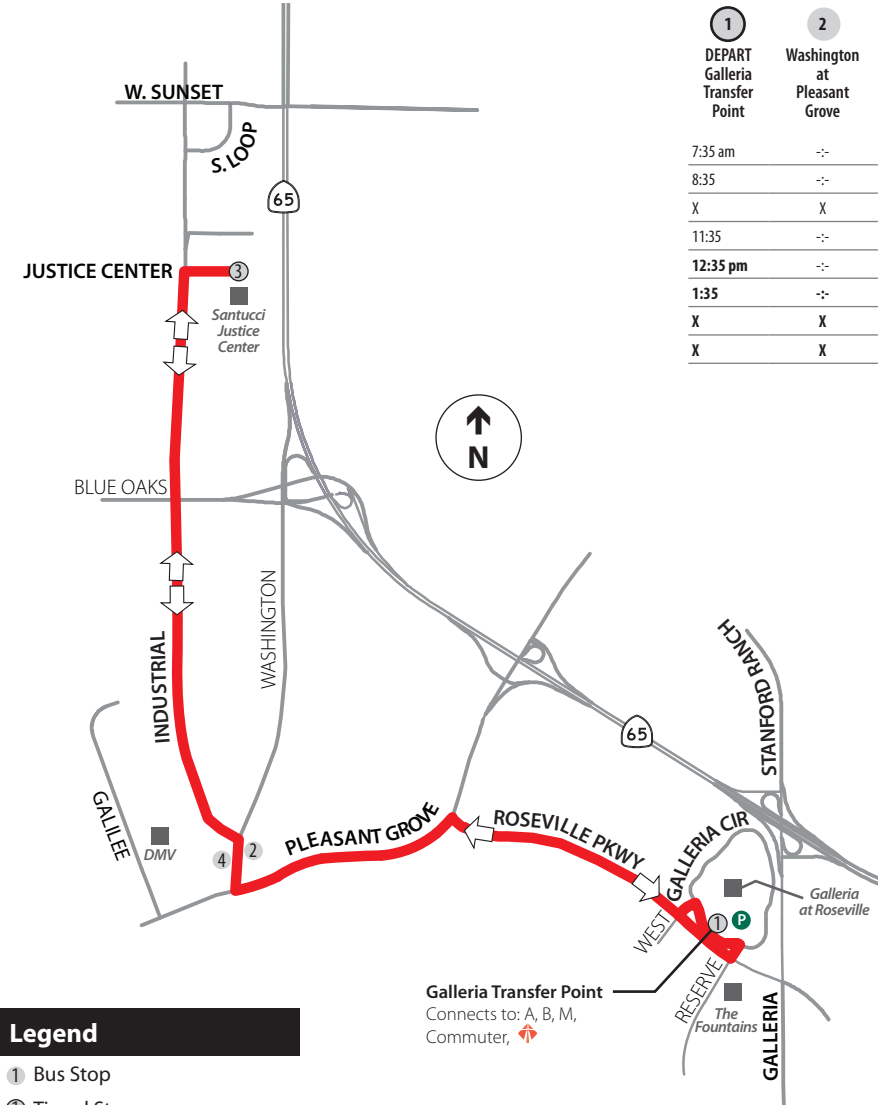 1
2
DEPART
Galleria
Transfer
Point
Washington
at
Pleasant
Grove
7:35 am -:-
8:35 -:-
X X
11:35 -:-
12:35 pm -:-
1:35 -:-
X X
X X
W. SUNSET
S. LOOP
65
JUSTICE CENTER
3
Santucci
Justice
Center
N
BLUE OAKS
WASHINGTON
INDUSTRIAL
STANFORD RANCH
65
GALILEE
DMV
4
2
PLEASANT GROVE
ROSEVILLE PKWY
GALLERIA CIR
Galleria
at Roseville
1
P
WEST
RESERVE
The
Fountains
GALLERIA
Galleria Transfer Point
Connects to: A, B, M,
Commuter,
Legend
1 Bus Stop